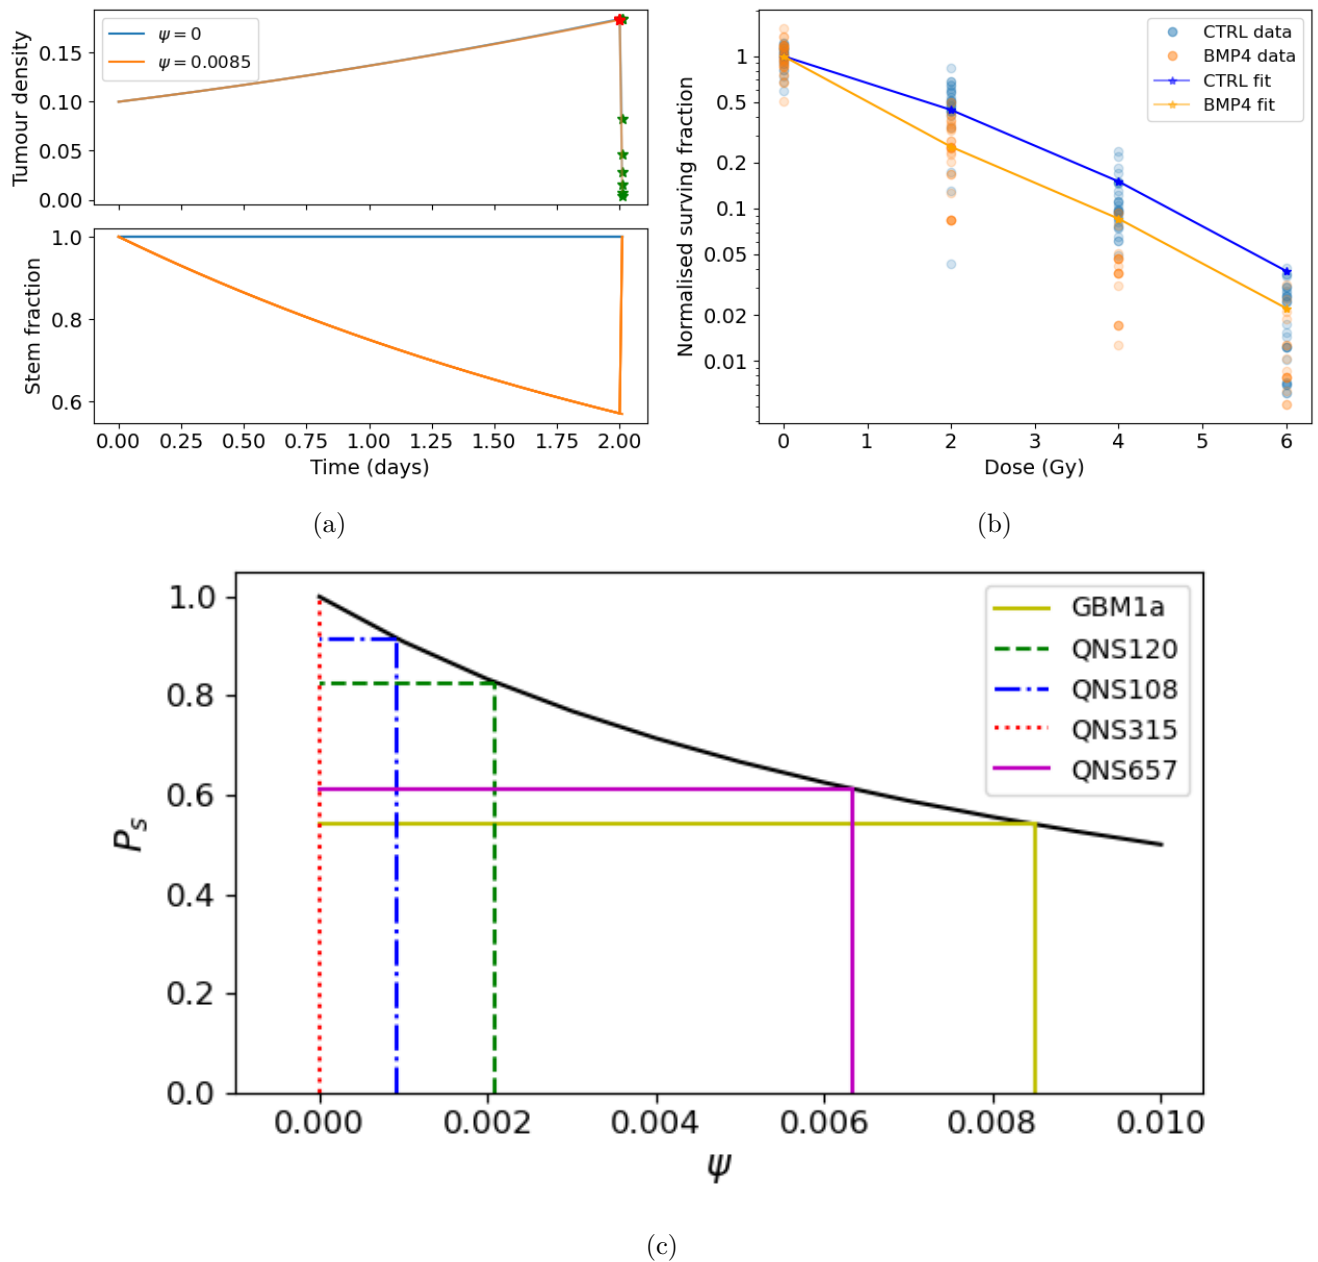 Tumour density
0.15
0.10
0.05
0.00
ψ = 0
ψ = 0.0085
Stem fraction
1.0
0.8
0.6
0.00 0.25 0.50 0.75 1.00 1.25 1.50 1.75 2.00
Time (days)
(a)
Normalised surving fraction
1
0.5
0.2
0.1
0.05
0.02
0.01
CTRL data
BMP4 data
CTRL fit
BMP4 fit
0 1 2 3 4 5 6
Dose (Gy)
(b)
Ps
1.0
0.8
0.6
0.4
0.2
0.0
GBM1a
QNS120
QNS108
QNS315
QNS657
0.000 0.002 0.004 0.006 0.008 0.010
ψ
(c)